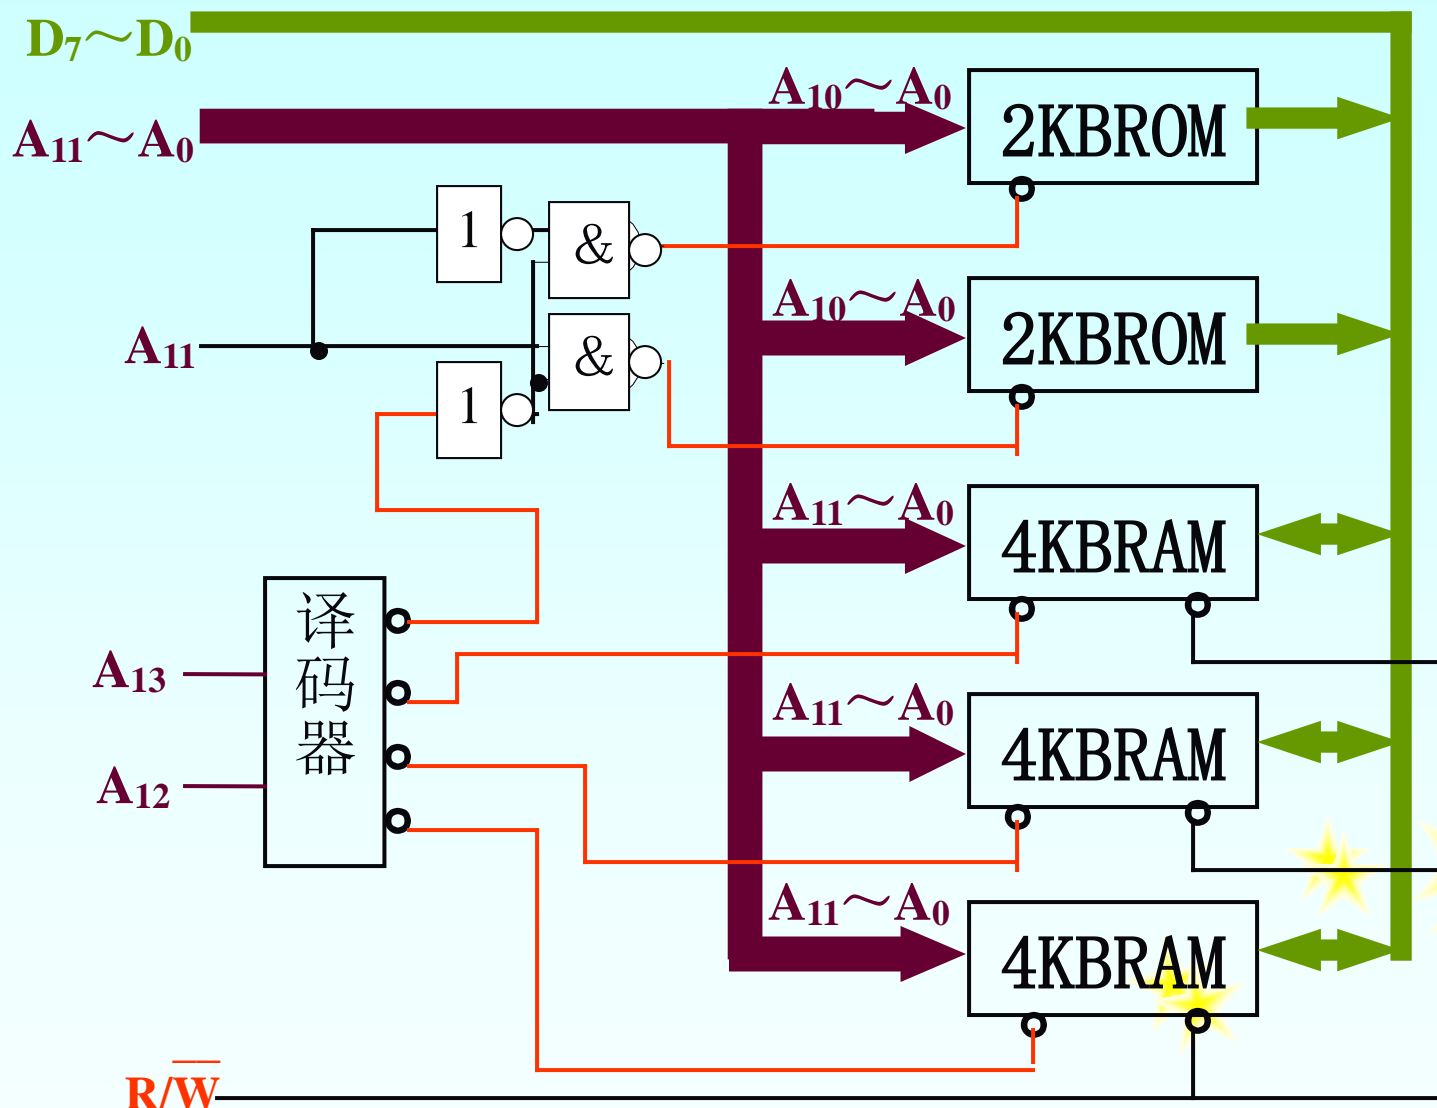 D7～D0
A10～A0
2KBROM
A11～A0
1
&
A10～A0
2KBROM
A11
&
1
A11～A0
4KBRAM
译码器
A13
A11～A0
4KBRAM
A12
A11～A0
4KBRAM
R/W̅